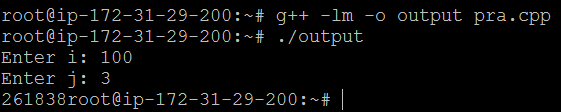 root@ip-172-31-29-200:~# g++ -lm -o output pra.cpp
root@ip-172-31-29-200:~# ./output
Enter i: 100
Enter j: 3
261838root@ip-172-31-29-200:~#